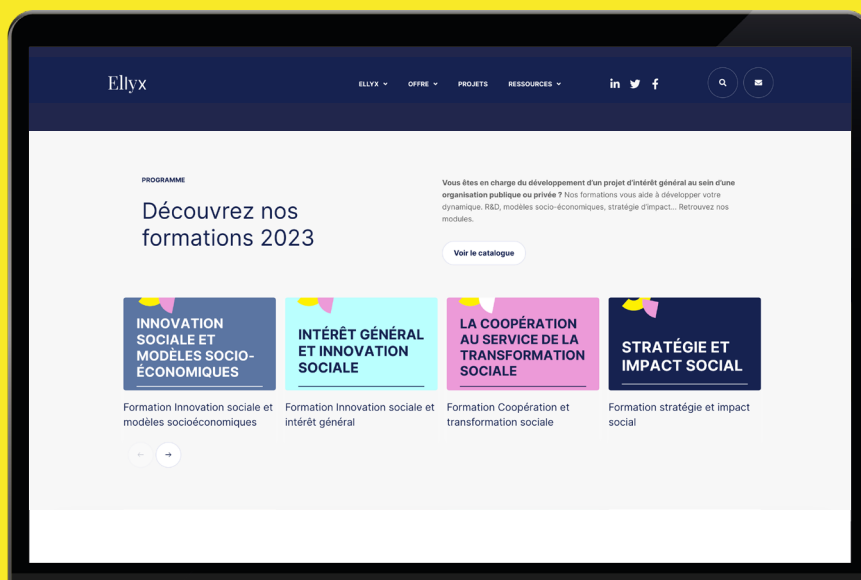 Ellyx
ELLYX OFFRE PROJETS RESSOURCES
PROGRAMME
Découvrez nos
formations 2023
Vous êtes en charge du développement d'un projet d'intérêt général au sein d'une
organisation publique ou privée ? Nos formations vous aide à développer votre
dynamique. R&D, modèles socio-économiques, stratégie d'impact... Retrouvez nos
modules.
Voir le catalogue
INNOVATION
SOCIALE ET
MODÈLES SOCIO-
ÉCONOMIQUES
Formation Innovation sociale et
modèles socioéconomiques
INTÉRÊT GÉNÉRAL
ET INNOVATION
SOCIALE
Formation Innovation sociale et
intérêt général
LA COOPÉRATION
AU SERVICE DE LA
TRANSFORMATION
SOCIALE
Formation Coopération et
transformation sociale
STRATÉGIE ET
IMPACT SOCIAL
Formation stratégie et impact
social